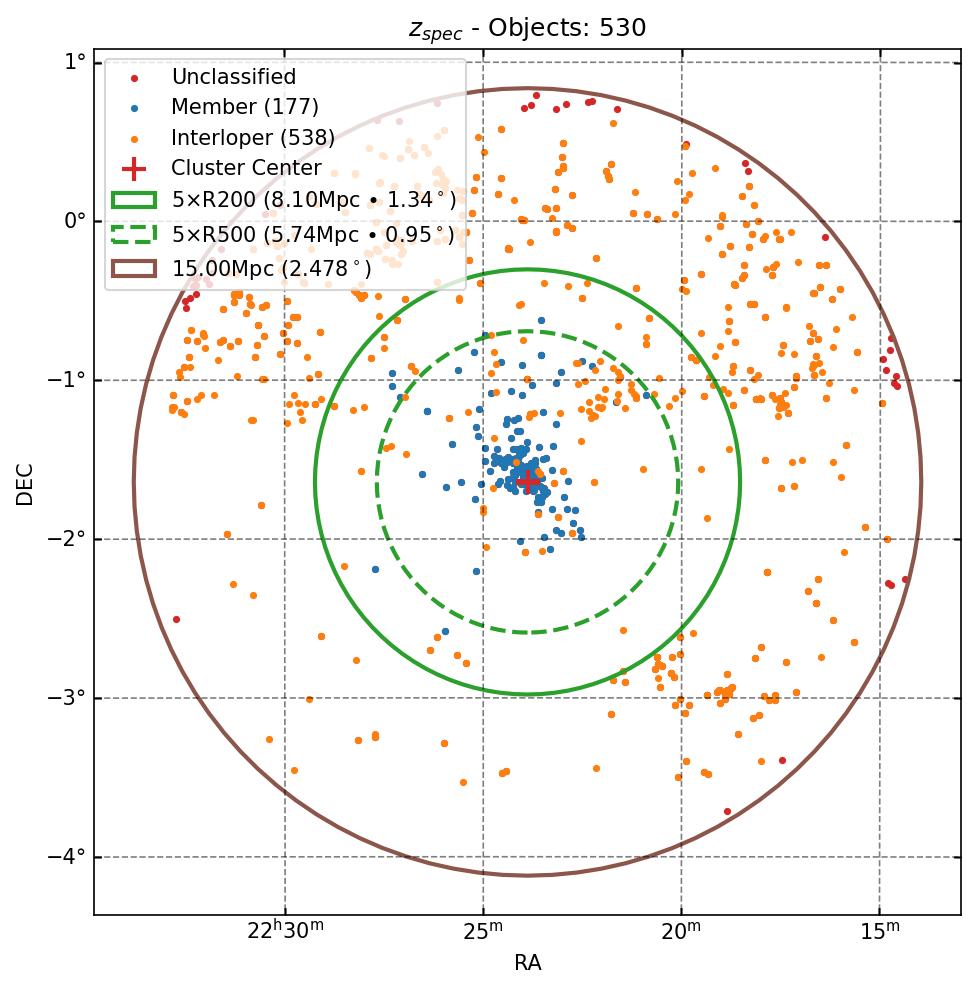 z_spec - Objects: 530
Unclassified
Member (177)
Interloper (538)
Cluster Center
5×R200 (8.10Mpc • 1.34°)
5×R500 (5.74Mpc • 0.95°)
15.00Mpc (2.478°)
1°
0°
−1°
−2°
−3°
−4°
DEC
22ʰ30ᵐ 25ᵐ 20ᵐ 15ᵐ
RA